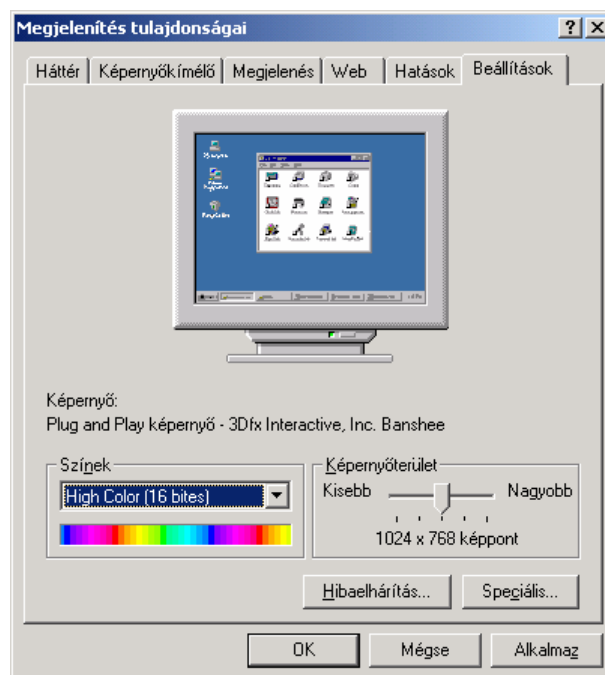 Megjelenítés tulajdonságai
Háttér Képernyőkímélő Megjelenés Web Hatások Beállítások
Képernyő:
Plug and Play képernyő - 3Dfx Interactive, Inc. Banshee
Színek
High Color (16 bites)
Képernyőterület
Kisebb Nagyobb
1024 x 768 képpont
Hibaelhárítás... Speciális...
OK Mégse Alkalmaz